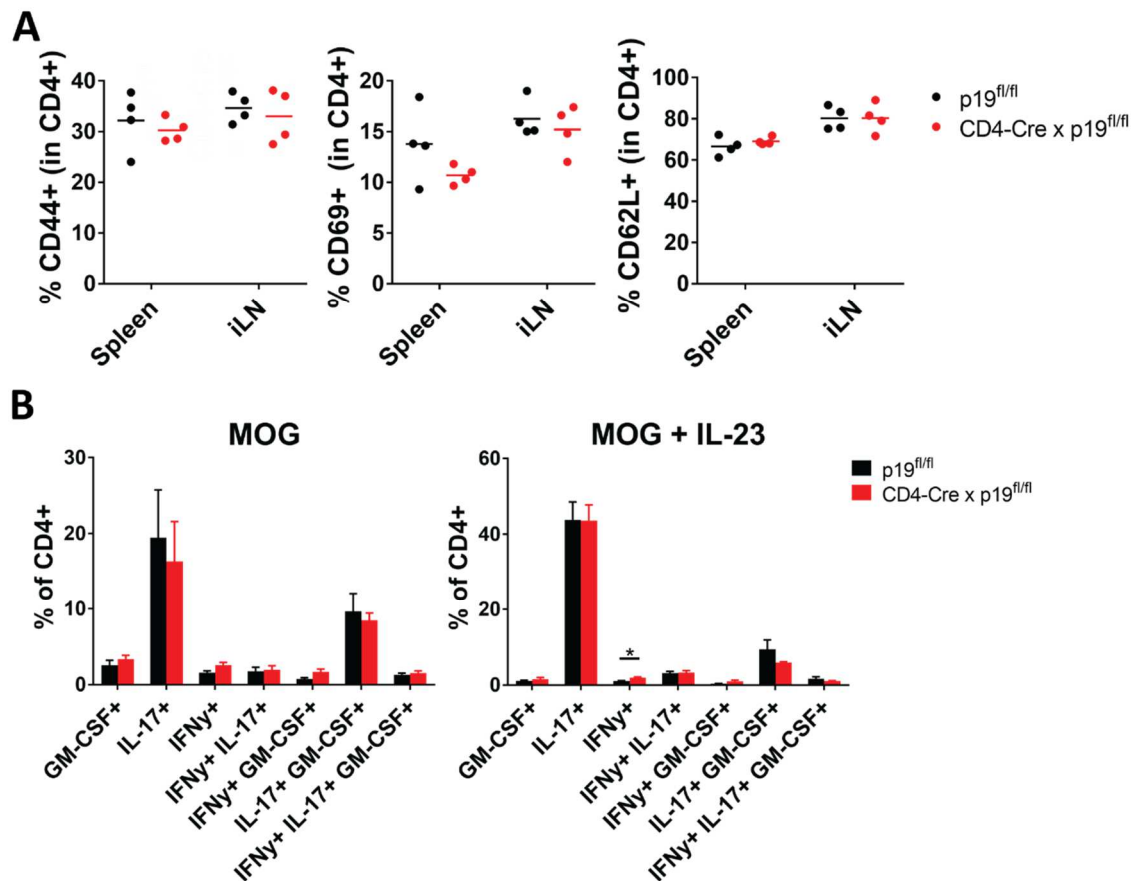 A
% CD44+ (in CD4+)
40
30
20
10
0
Spleen
iLN
% CD69+ (in CD4+)
20
15
10
5
0
Spleen
iLN
% CD62L+ (in CD4+)
100
80
60
40
20
0
Spleen
iLN
p19fl/fl
CD4-Cre x p19fl/fl
B
MOG
% of CD4+
30
20
10
0
GM-CSF+
IL-17+
IFNy+
IFNy+ IL-17+
IFNy+ GM-CSF+
IL-17+ GM-CSF+
IFNy+ IL-17+ GM-CSF+
MOG + IL-23
% of CD4+
60
40
20
0
*
GM-CSF+
IL-17+
IFNy+
IFNy+ IL-17+
IFNy+ GM-CSF+
IL-17+ GM-CSF+
IFNy+ IL-17+ GM-CSF+
p19fl/fl
CD4-Cre x p19fl/fl